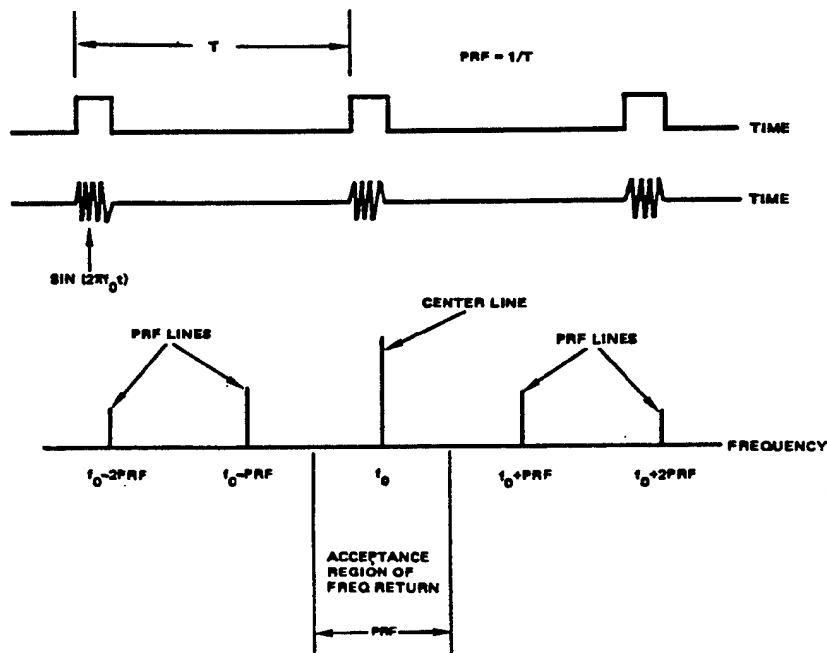 T
PRF = 1/T
TIME
TIME
SIN (2πf₀t)
CENTER LINE
PRF LINES
PRF LINES
FREQUENCY
f₀–2PRF
f₀–PRF
f₀
f₀+PRF
f₀+2PRF
ACCEPTANCE
REGION OF
FREQ RETURN
PRF